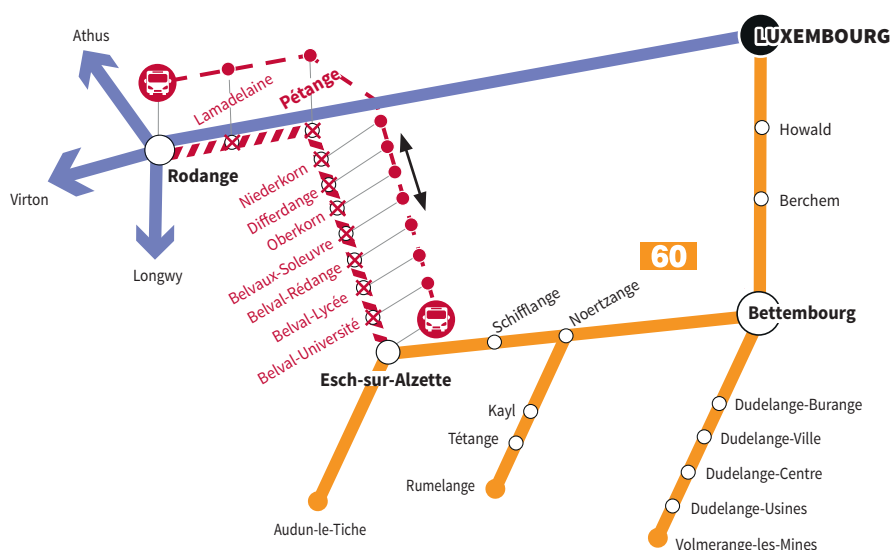 LUXEMBOURG
Athus
Lamadelaine
Pétange
Howald
Rodange
Niederkorn
Virton
Differdange
Berchem
Oberkorn
Belvaux-Soleuvre
60
Longwy
Belval-Rédange
Belval-Lycée
Schifflange
Noertzange
Bettembourg
Belval-Université
Esch-sur-Alzette
Dudelange-Burange
Kayl
Tétange
Dudelange-Ville
Dudelange-Centre
Rumelange
Dudelange-Usines
Audun-le-Tiche
Volmerange-les-Mines